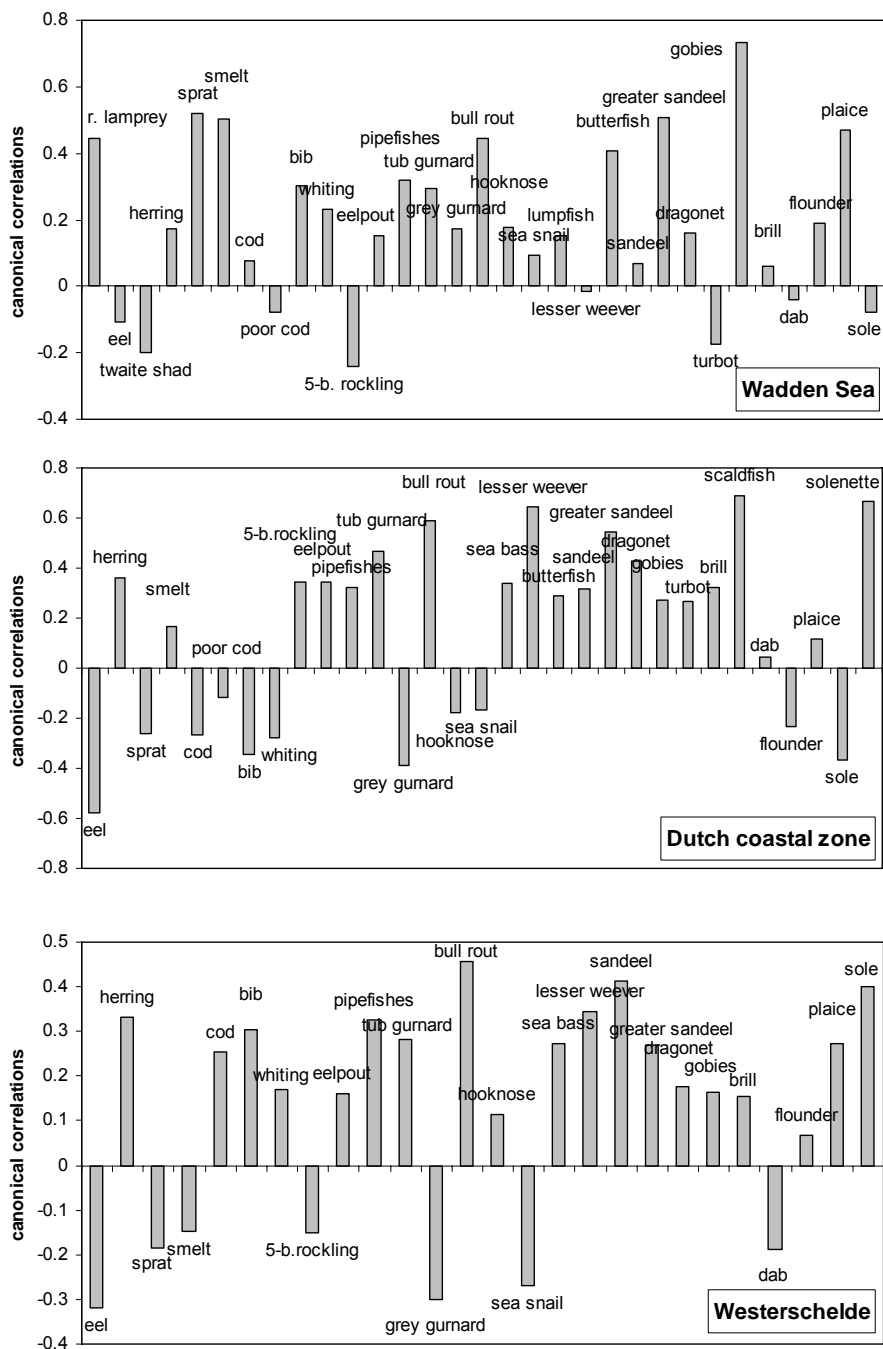 canonical correlations
0.8
0.6
0.4
0.2
0
-0.2
-0.4
r. lamprey
eel
twaite shad
herring
sprat
smelt
cod
poor cod
bib
whiting
5-b. rockling
eelpout
pipefishes
tub gurnard
grey gurnard
bull rout
hooknose
sea snail
lumpfish
lesser weever
butterfish
sandeel
greater sandeel
dragonet
turbot
gobies
brill
dab
flounder
plaice
sole
Wadden Sea
canonical correlations
0.8
0.6
0.4
0.2
0
-0.2
-0.4
-0.6
-0.8
eel
herring
sprat
smelt
cod
poor cod
bib
whiting
5-b.rockling
eelpout
pipefishes
tub gurnard
grey gurnard
bull rout
hooknose
sea snail
sea bass
lesser weever
butterfish
sandeel
greater sandeel
dragonet
gobies
turbot
brill
scaldfish
dab
flounder
plaice
sole
solenette
Dutch coastal zone
canonical correlations
0.5
0.4
0.3
0.2
0.1
0
-0.1
-0.2
-0.3
-0.4
eel
herring
sprat
smelt
cod
bib
whiting
5-b.rockling
eelpout
pipefishes
tub gurnard
grey gurnard
bull rout
hooknose
sea snail
sea bass
lesser weever
sandeel
greater sandeel
dragonet
gobies
brill
dab
flounder
plaice
sole
Westerschelde